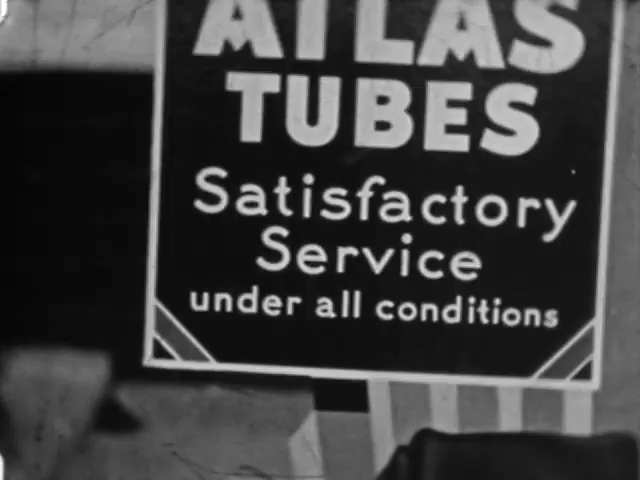 ATLAS
TUBES
Satisfactory
Service
under all conditions